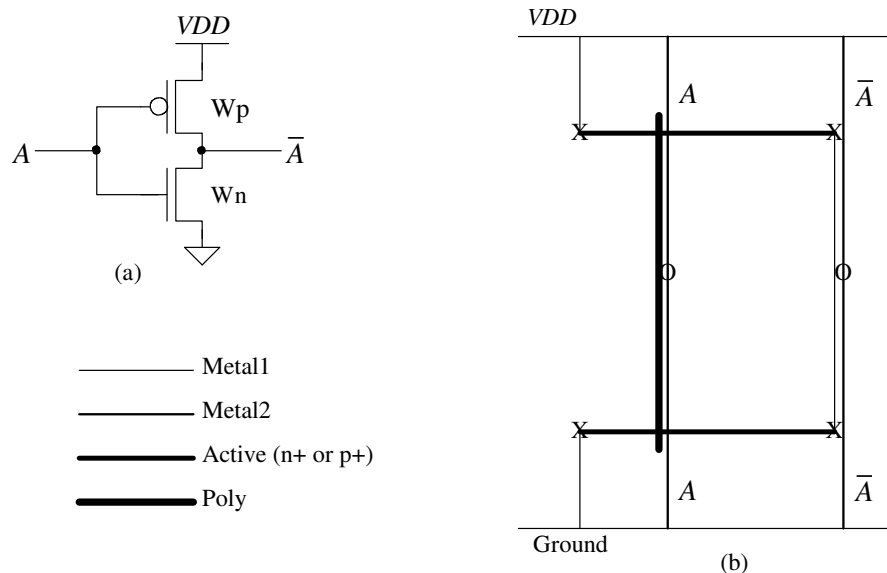 VDD
Wp
A
A̅
Wn
(a)
Metal1
Metal2
Active (n+ or p+)
Poly
VDD
A
A̅
X
X
O
O
X
X
A
A̅
Ground
(b)